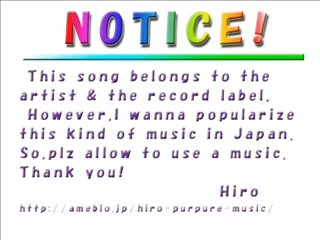 NOTICE!
This song belongs to the
artist & the record label.
However,I wanna popularize
this kind of music in Japan.
So,plz allow to use a music.
Thank you!
Hiro
http://ameblo.jp/hiro-purpure-music/